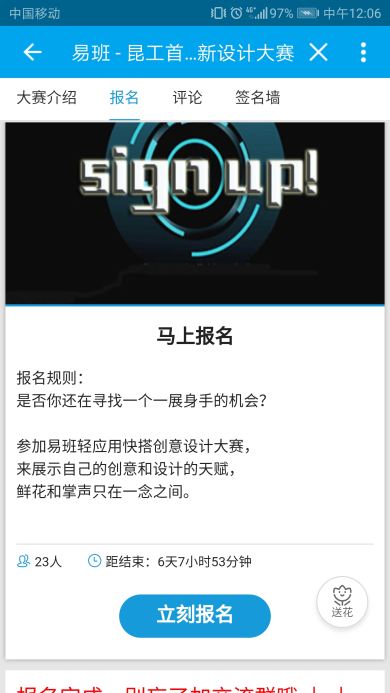 中国移动
97%
中午12:06
易班 - 昆工首...新设计大赛
大赛介绍
报名
评论
签名墙
sign up!
马上报名
报名规则：
是否你还在寻找一个一展身手的机会？
参加易班轻应用快搭创意设计大赛，
来展示自己的创意和设计的天赋，
鲜花和掌声只在一念之间。
23人
距结束：6天7小时53分钟
送花
立刻报名